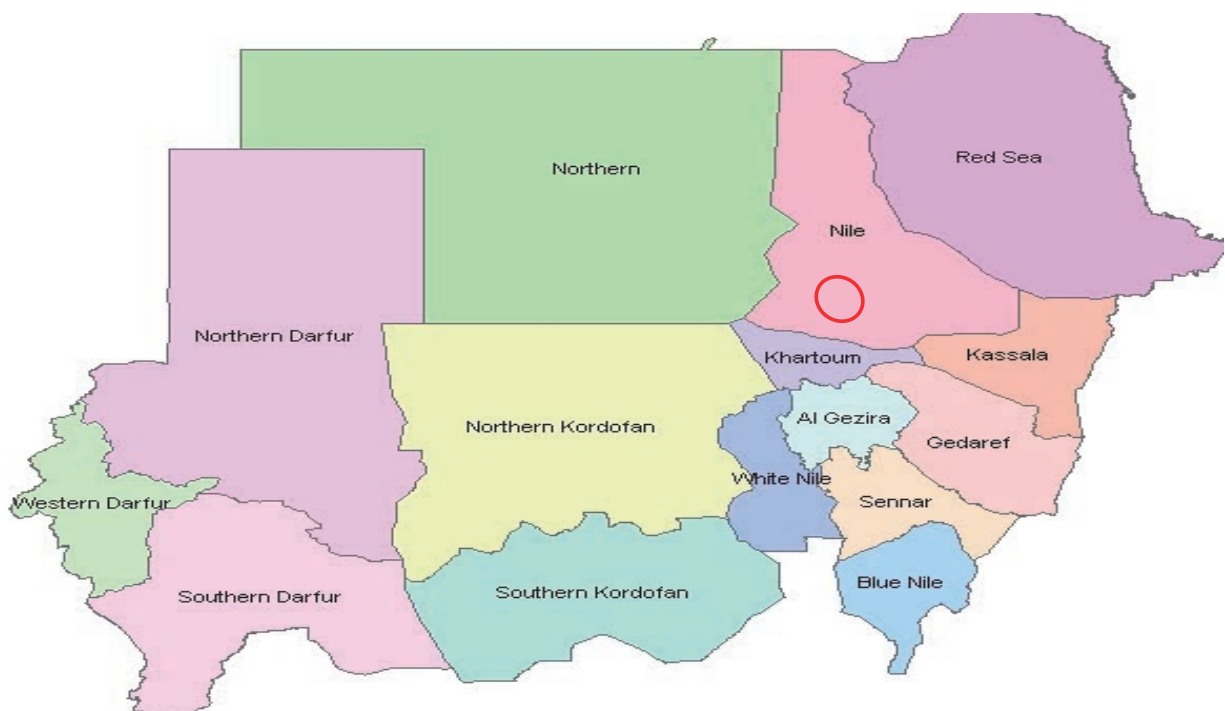 Red Sea
Northern
Nile
Northern Darfur
Khartoum
Kassala
Al Gezira
Northern Kordofan
Gedaref
White Nile
Western Darfur
Sennar
Blue Nile
Southern Kordofan
Southern Darfur